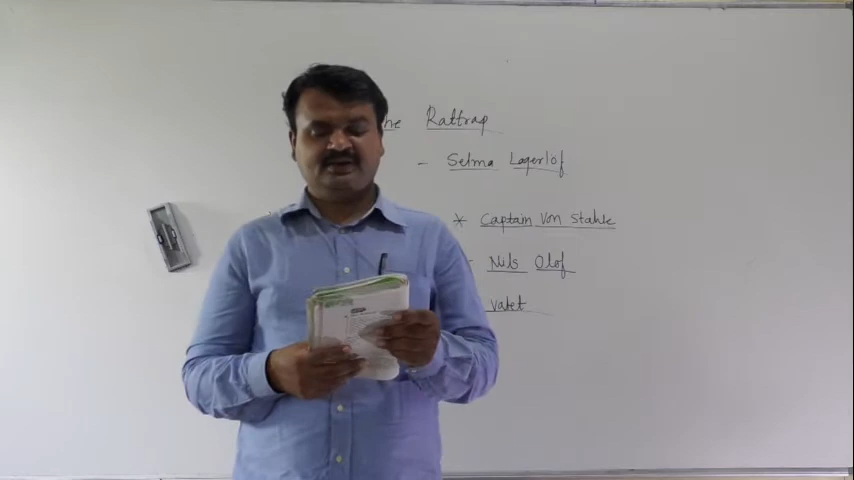 he Rattrap
- Selma Lagerlof
* Captain Von Stahle
- Nils Olof
valet